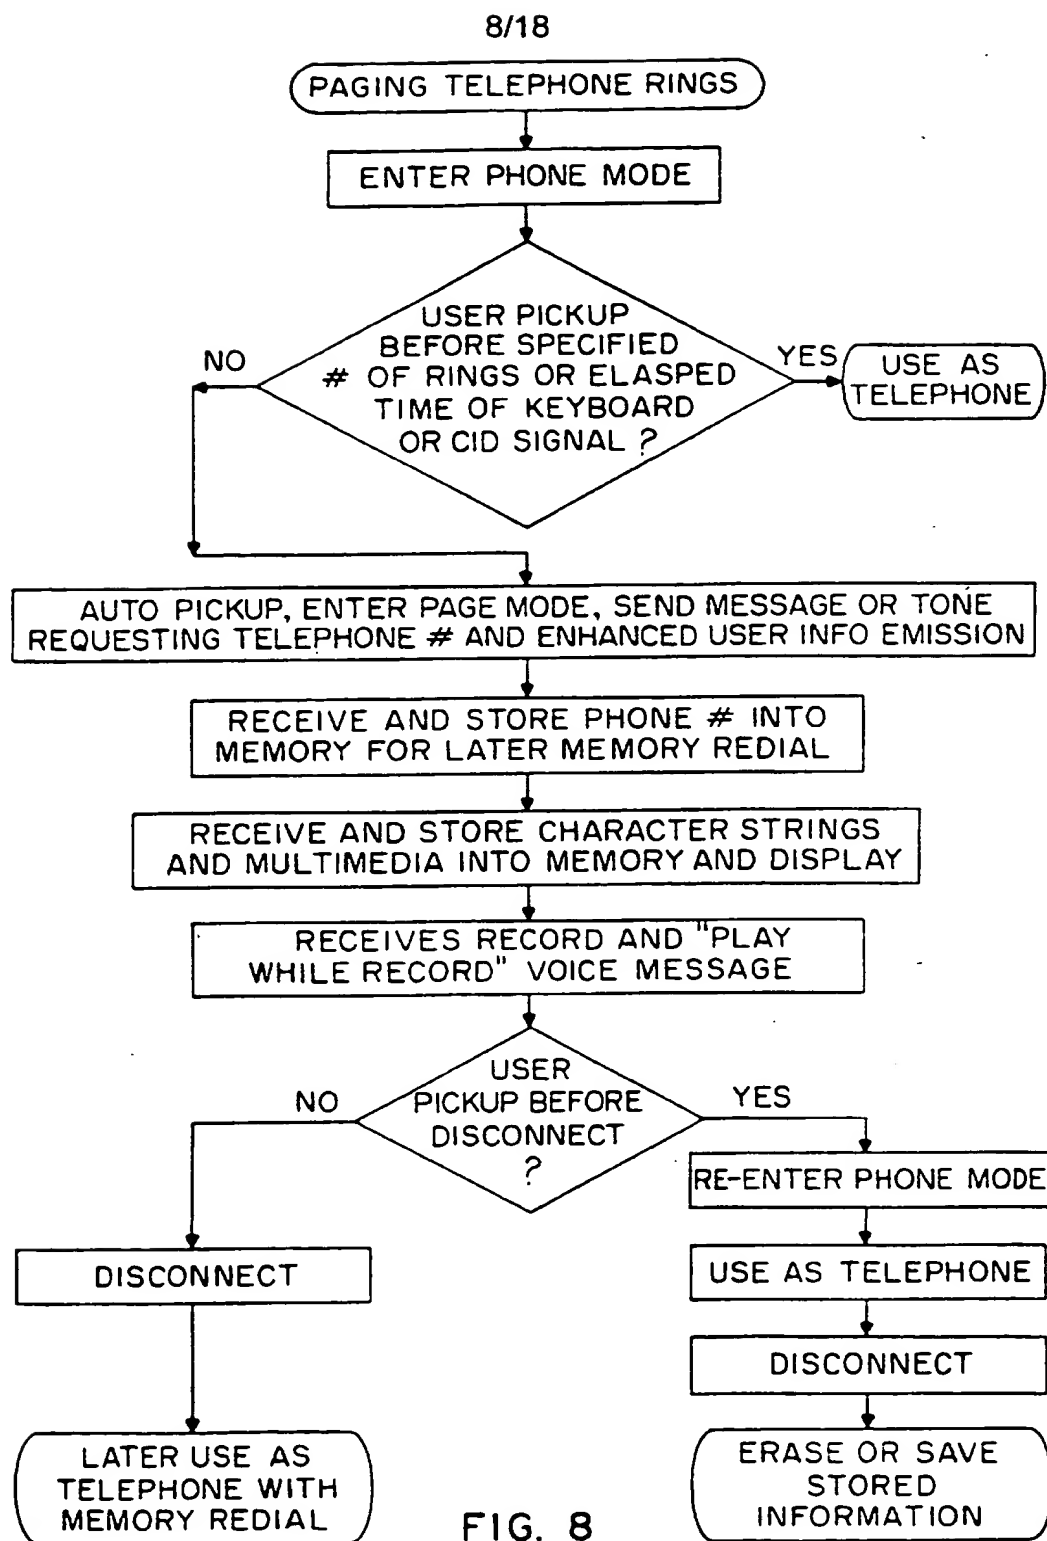 8/18
PAGING TELEPHONE RINGS
ENTER PHONE MODE
USER PICKUP
BEFORE SPECIFIED
# OF RINGS OR ELASPED
TIME OF KEYBOARD
OR CID SIGNAL ?
NO
YES
USE AS
TELEPHONE
AUTO PICKUP, ENTER PAGE MODE, SEND MESSAGE OR TONE
REQUESTING TELEPHONE # AND ENHANCED USER INFO EMISSION
RECEIVE AND STORE PHONE # INTO
MEMORY FOR LATER MEMORY REDIAL
RECEIVE AND STORE CHARACTER STRINGS
AND MULTIMEDIA INTO MEMORY AND DISPLAY
RECEIVES RECORD AND "PLAY
WHILE RECORD" VOICE MESSAGE
USER
PICKUP BEFORE
DISCONNECT
?
NO
YES
DISCONNECT
LATER USE AS
TELEPHONE WITH
MEMORY REDIAL
RE-ENTER PHONE MODE
USE AS TELEPHONE
DISCONNECT
ERASE OR SAVE
STORED
INFORMATION
FIG. 8